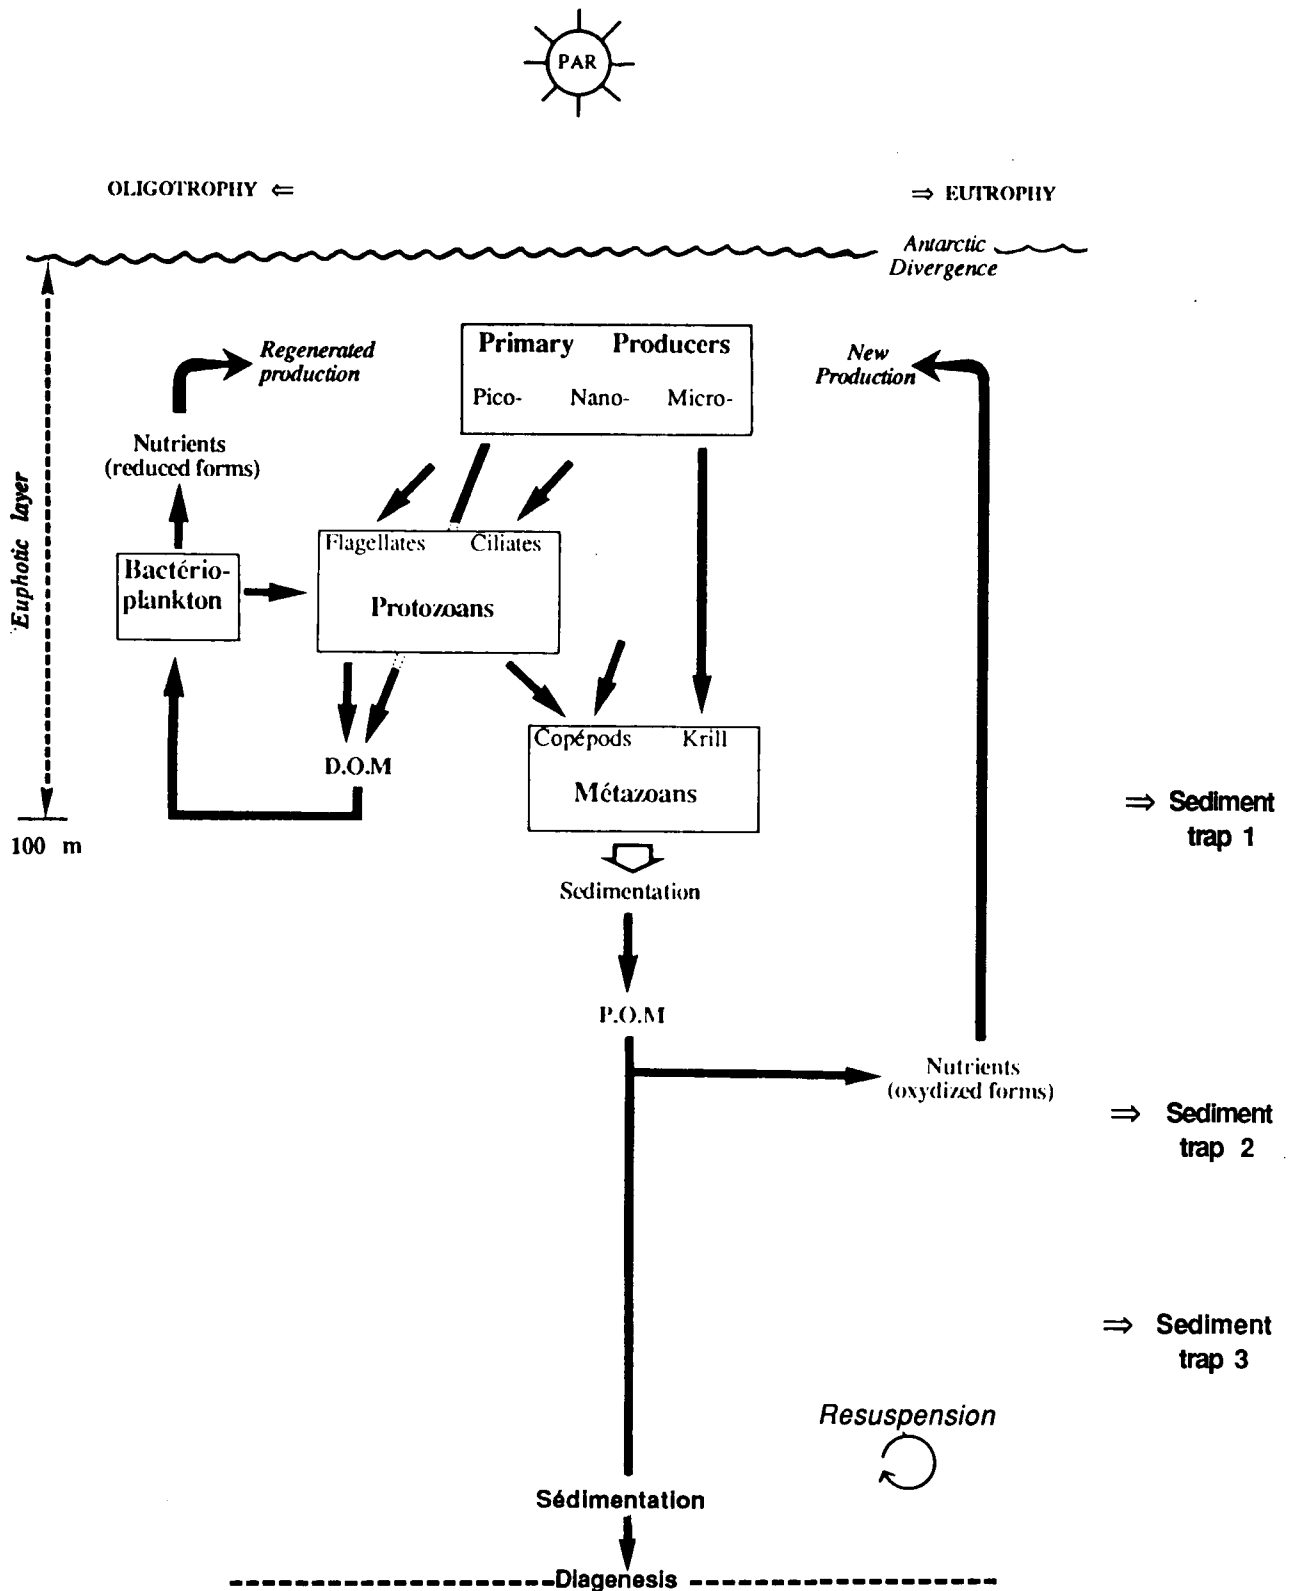 PAR
OLIGOTROPHY ⇐
⇒ EUTROPHY
Antarctic
Divergence
Primary Producers
Pico- Nano- Micro-
Regenerated
production
New
Production
Nutrients
(reduced forms)
Euphotic layer
Flagellates Ciliates
Protozoans
Bactério-
plankton
D.O.M
Copépods Krill
Métazoans
100 m
⇒ Sediment
trap 1
Sedimentation
P.O.M
Nutrients
(oxydized forms)
⇒ Sediment
trap 2
⇒ Sediment
trap 3
Resuspension
Sédimentation
Diagenesis